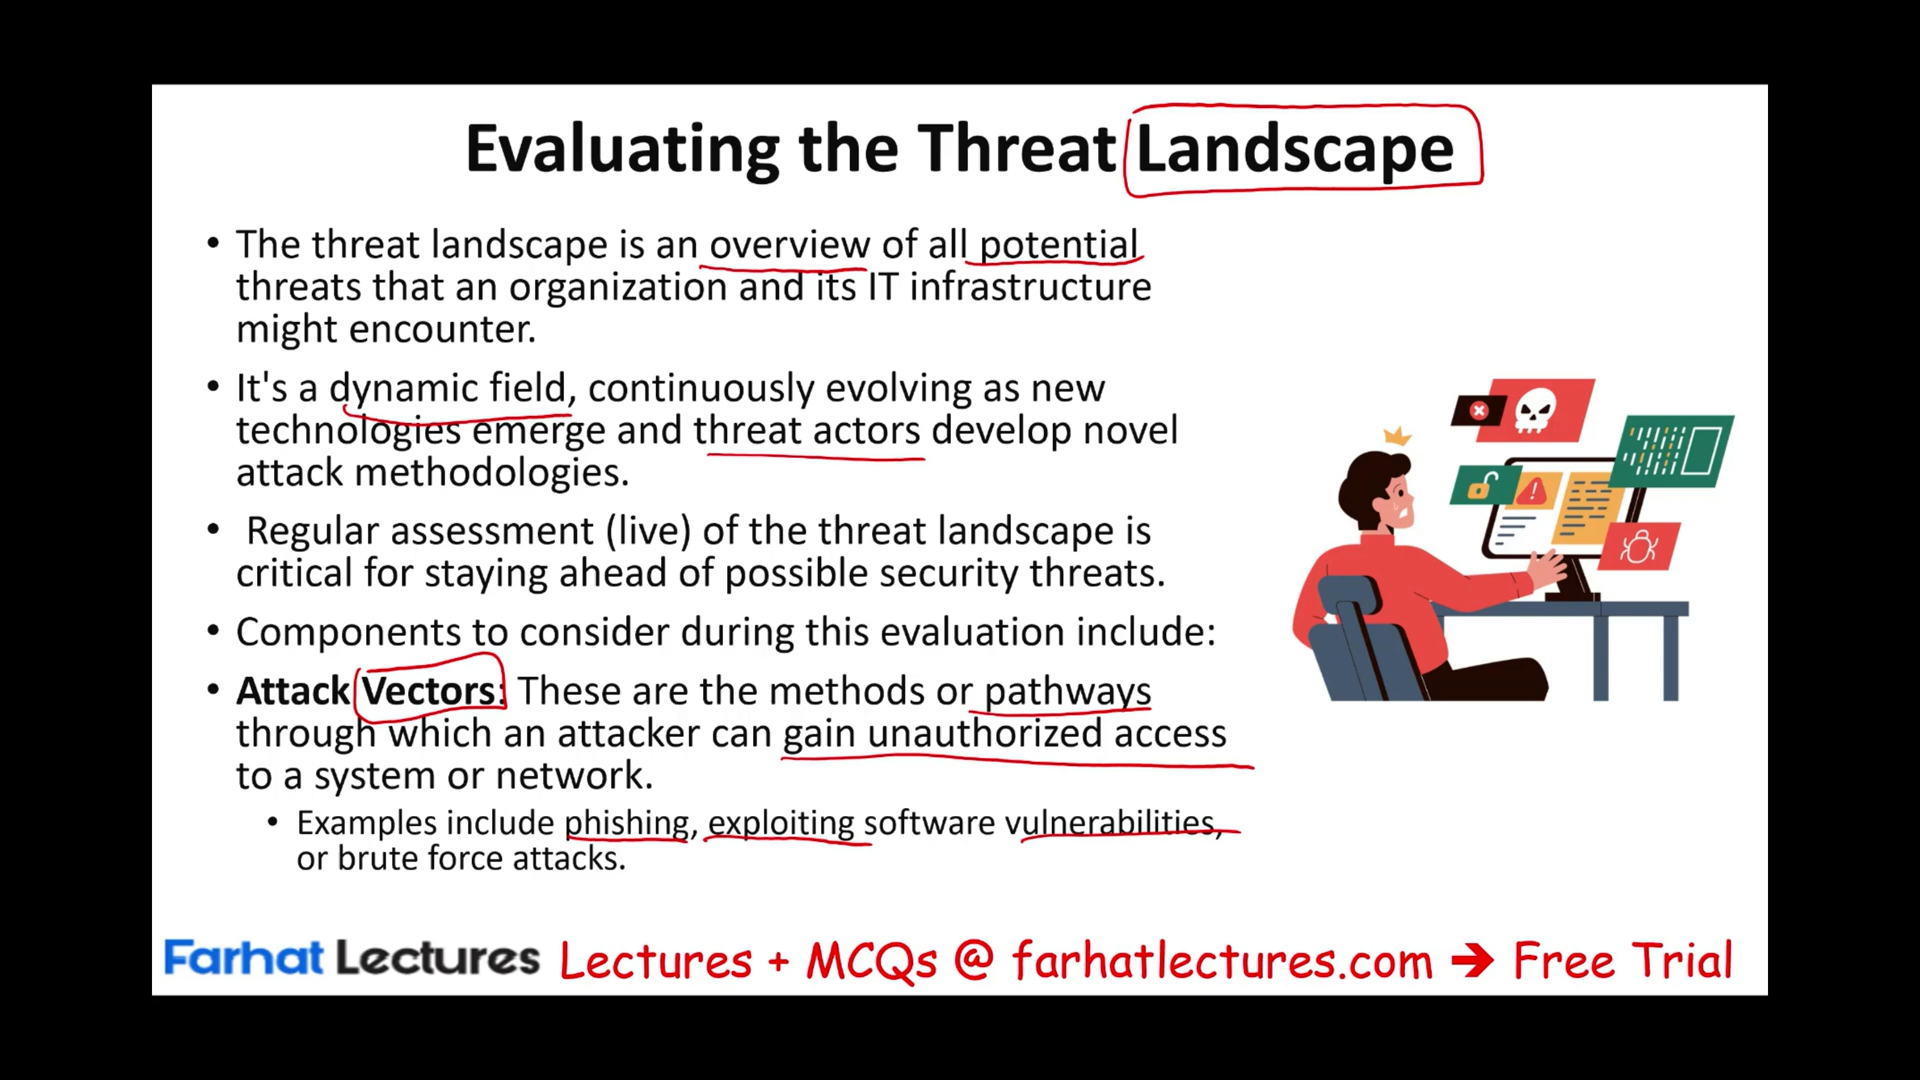 Evaluating the Threat Landscape
• The threat landscape is an overview of all potential
threats that an organization and its IT infrastructure
might encounter.
• It's a dynamic field, continuously evolving as new
technologies emerge and threat actors develop novel
attack methodologies.
• Regular assessment (live) of the threat landscape is
critical for staying ahead of possible security threats.
• Components to consider during this evaluation include:
• Attack Vectors: These are the methods or pathways
through which an attacker can gain unauthorized access
to a system or network.
• Examples include phishing, exploiting software vulnerabilities,
or brute force attacks.
Farhat Lectures Lectures + MCQs @ farhatlectures.com ➔ Free Trial